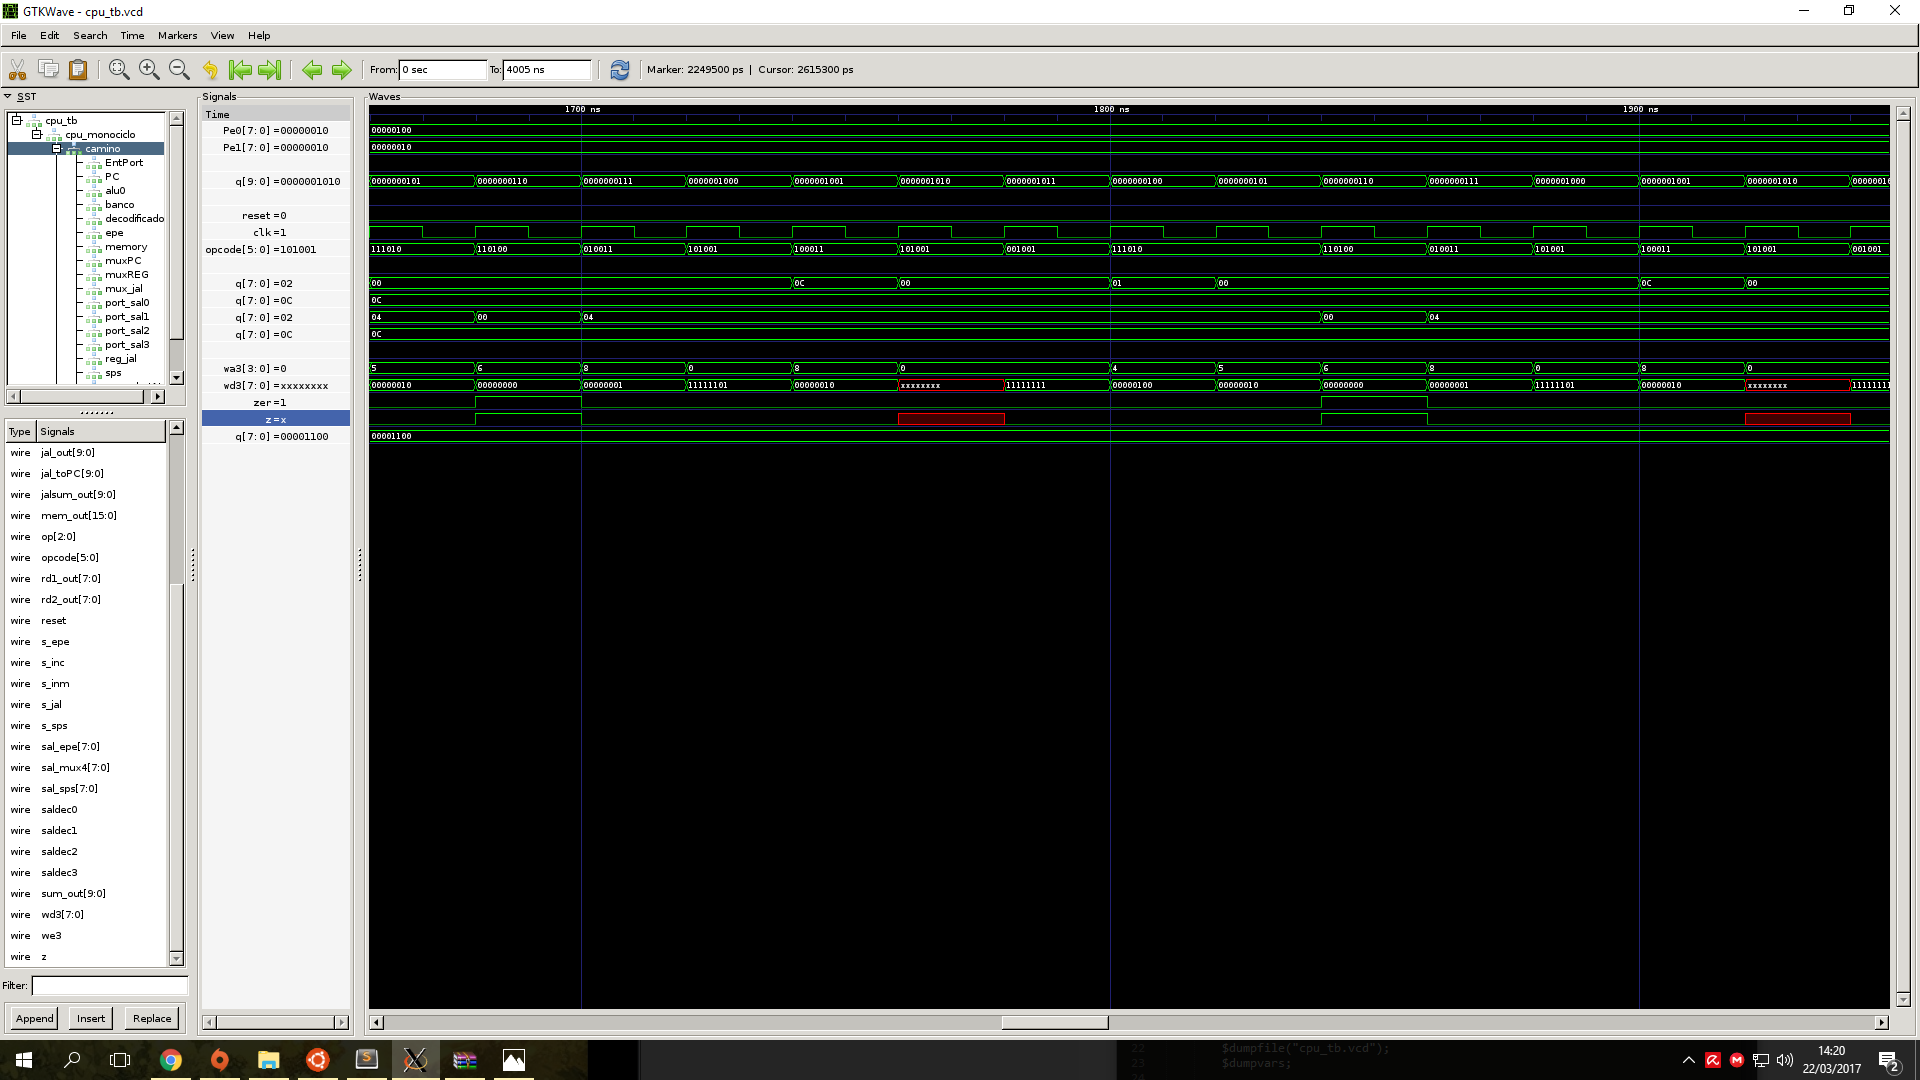 GTKWave - cpu_tb.vcd
File Edit Search Time Markers View Help
From: 0 sec To: 4005 ns Marker: 2249500 ps | Cursor: 2615300 ps
SST
cpu_tb
cpu_monociclo
camino
EntPort
PC
alu0
banco
decodificado
epe
memory
muxPC
muxREG
mux_jal
port_sal0
port_sal1
port_sal2
port_sal3
reg_jal
sps
Type Signals
wire jal_out[9:0]
wire jal_toPC[9:0]
wire jalsum_out[9:0]
wire mem_out[15:0]
wire op[2:0]
wire opcode[5:0]
wire rd1_out[7:0]
wire rd2_out[7:0]
wire reset
wire s_epe
wire s_inc
wire s_inm
wire s_jal
wire s_sps
wire sal_epe[7:0]
wire sal_mux4[7:0]
wire sal_sps[7:0]
wire saldec0
wire saldec1
wire saldec2
wire saldec3
wire sum_out[9:0]
wire wd3[7:0]
wire we3
wire z
Filter:
Append Insert Replace
Signals
Time
Pe0[7:0] =00000010
Pe1[7:0] =00000010
q[9:0] =0000001010
reset =0
clk =1
opcode[5:0] =101001
q[7:0] =02
q[7:0] =0C
q[7:0] =02
q[7:0] =0C
wa3[3:0] =0
wd3[7:0] =xxxxxxxx
zer =1
z =x
q[7:0] =00001100
Waves
1700 ns 1800 ns 1900 ns
00000100
00000010
0000000101 0000000110 0000000111 0000001000 0000001001 0000001010 0000001011 0000000100 0000000101 0000000110 0000000111 0000001000 0000001001 0000001010 00000010
111010 110100 010011 101001 100011 101001 001001 111010 110100 010011 101001 100011 101001 001001
00 0C 00 01 00 0C 00
0C
04 00 04 00 04
0C
5 6 8 0 8 0 4 5 6 8 0 8 0
00000010 00000000 00000001 11111101 00000010 xxxxxxxx 11111111 00000100 00000010 00000000 00000001 11111101 00000010 xxxxxxxx 11111111
00001100
22 $dumpfile("cpu_tb.vcd");
23 $dumpvars;
14:20
22/03/2017
2